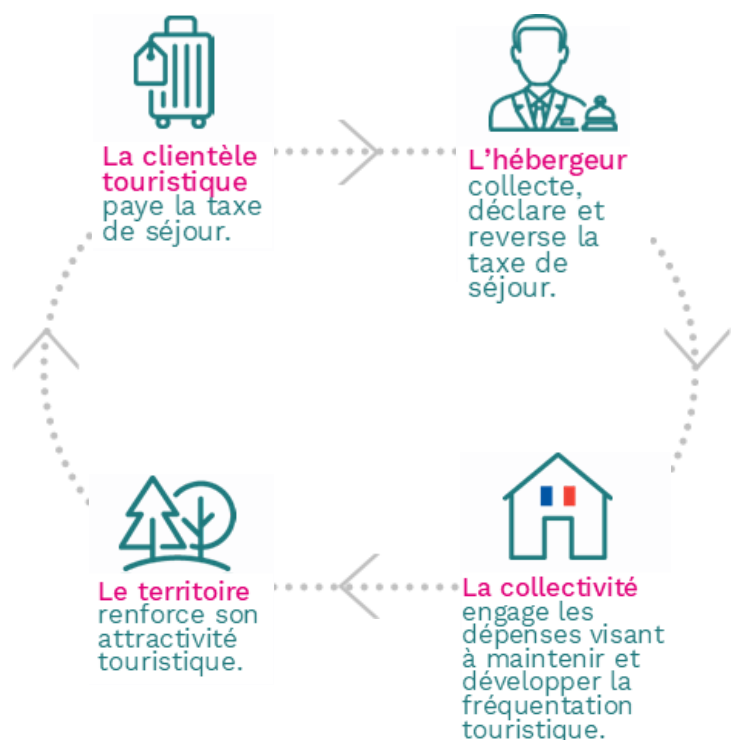 La clientèle
touristique
paye la taxe
de séjour.
L’hébergeur
collecte,
déclare et
reverse la
taxe de
séjour.
Le territoire
renforce son
attractivité
touristique.
La collectivité
engage les
dépenses visant
à maintenir et
développer la
fréquentation
touristique.